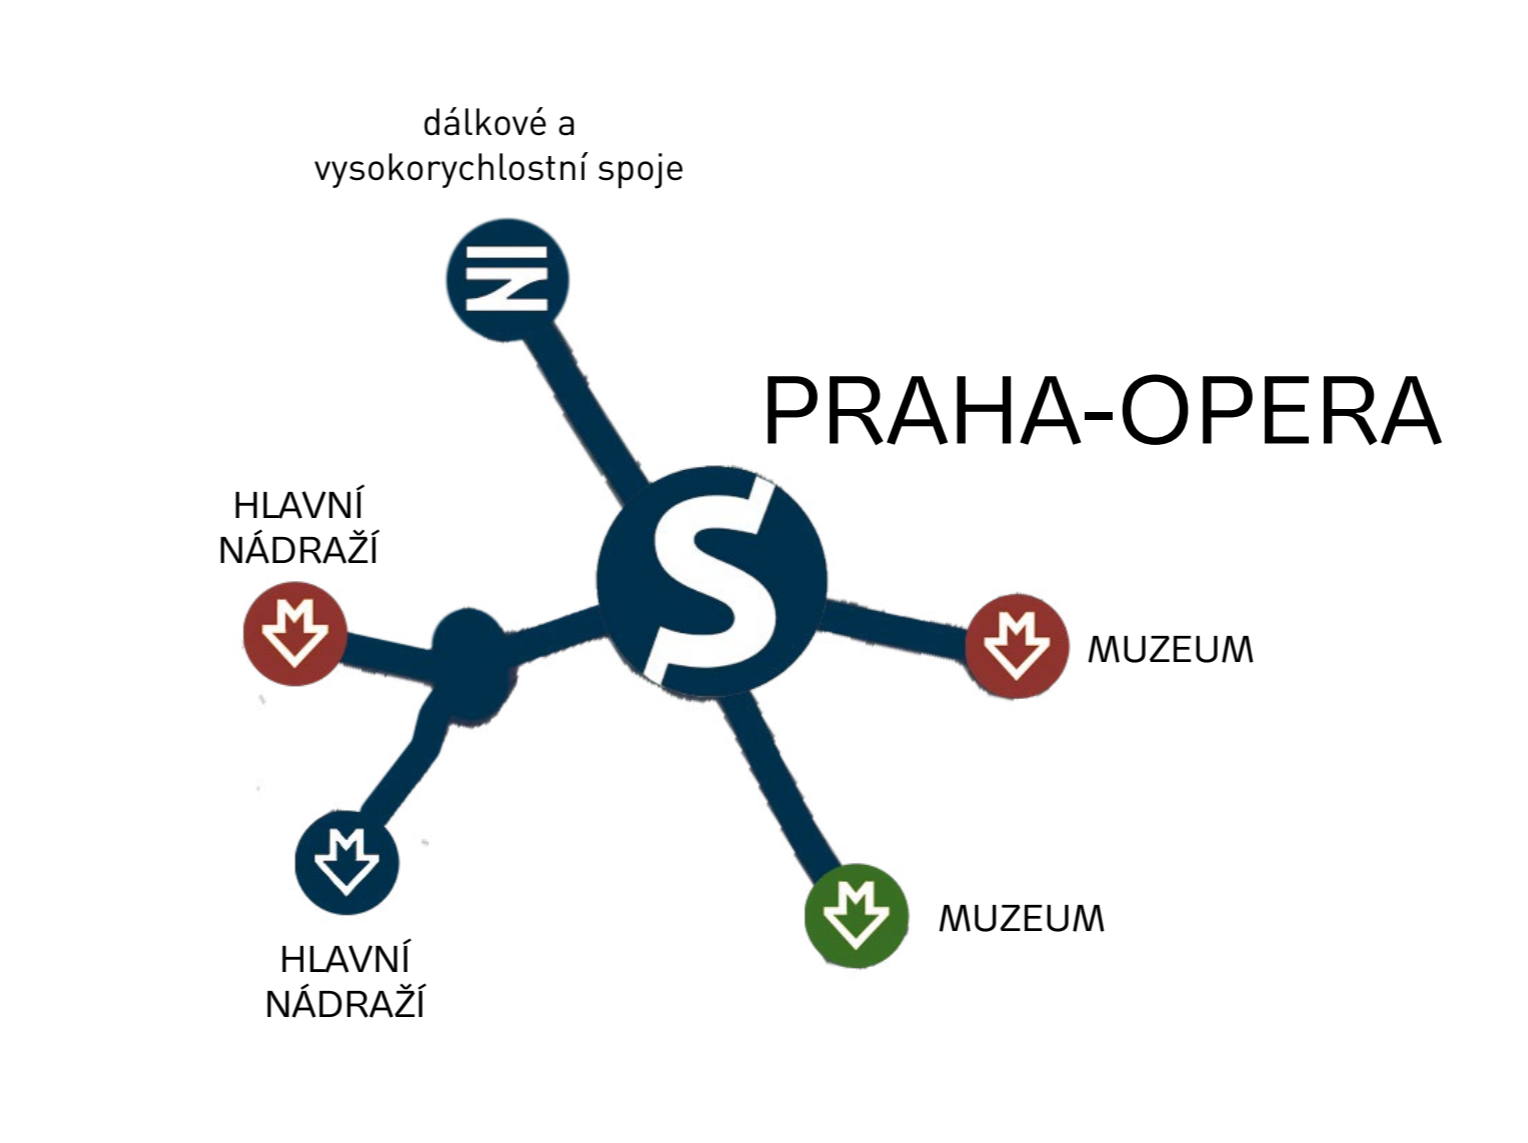 dálkové a
vysokorychlostní spoje
PRAHA-OPERA
S
HLAVNÍ
NÁDRAŽÍ
M
M
MUZEUM
M
HLAVNÍ
NÁDRAŽÍ
M
MUZEUM